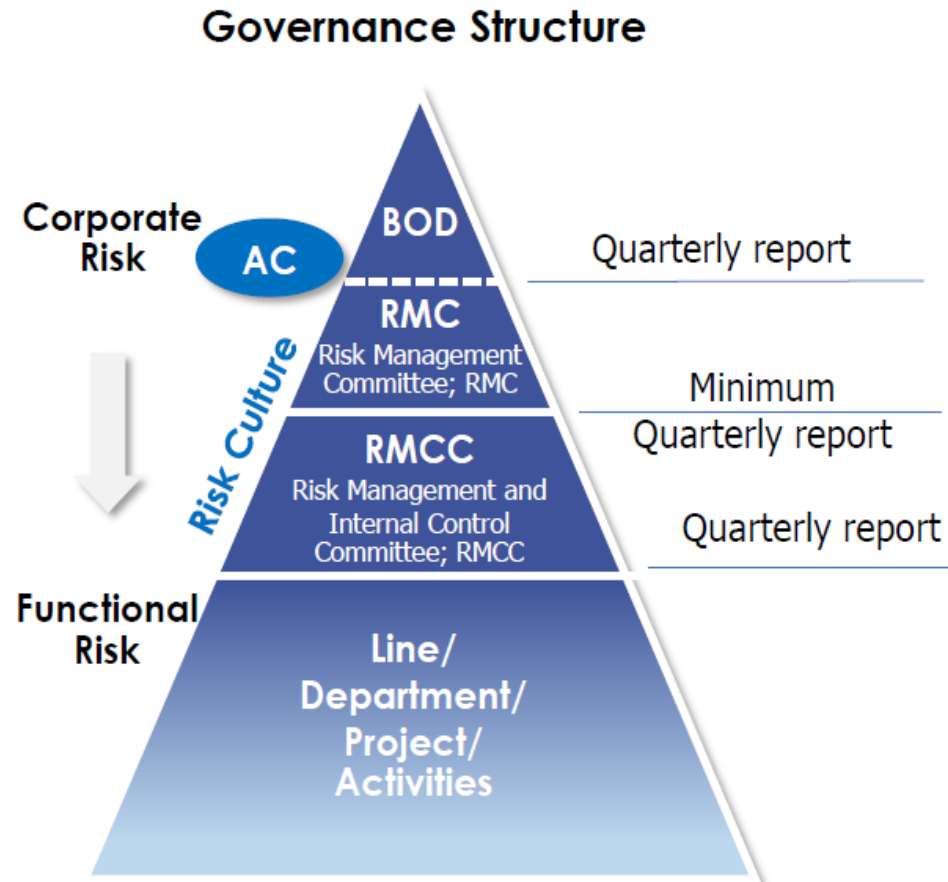 Governance Structure
Corporate
Risk
AC
BOD
Quarterly report
RMC
Risk Management
Committee; RMC
Minimum
Quarterly report
Risk Culture
RMCC
Risk Management and
Internal Control
Committee; RMCC
Quarterly report
Functional
Risk
Line/
Department/
Project/
Activities